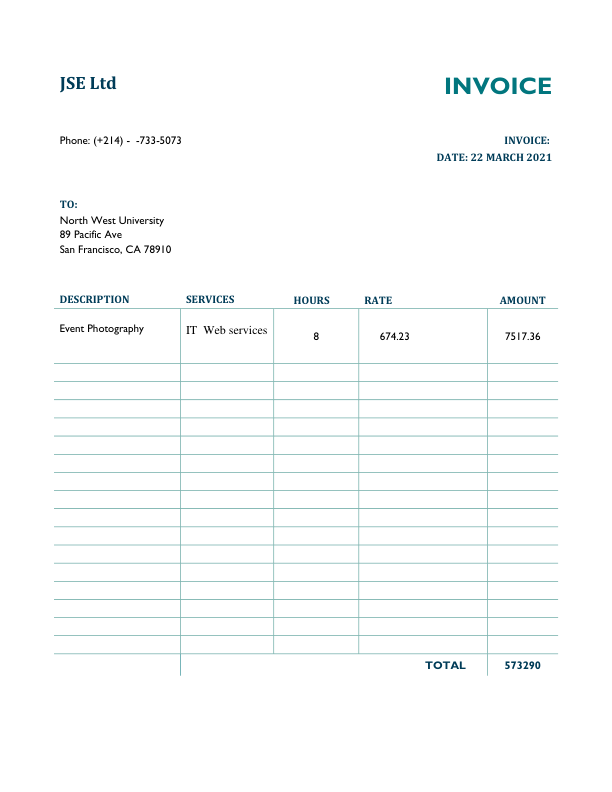 JSE Ltd
INVOICE
Phone: (+214) -  -733-5073
INVOICE:
DATE: 22 MARCH 2021
TO:
North West University
89 Pacific Ave
San Francisco, CA 78910
DESCRIPTION SERVICES HOURS RATE AMOUNT
Event Photography IT  Web services 8 674.23 7517.36
TOTAL 573290